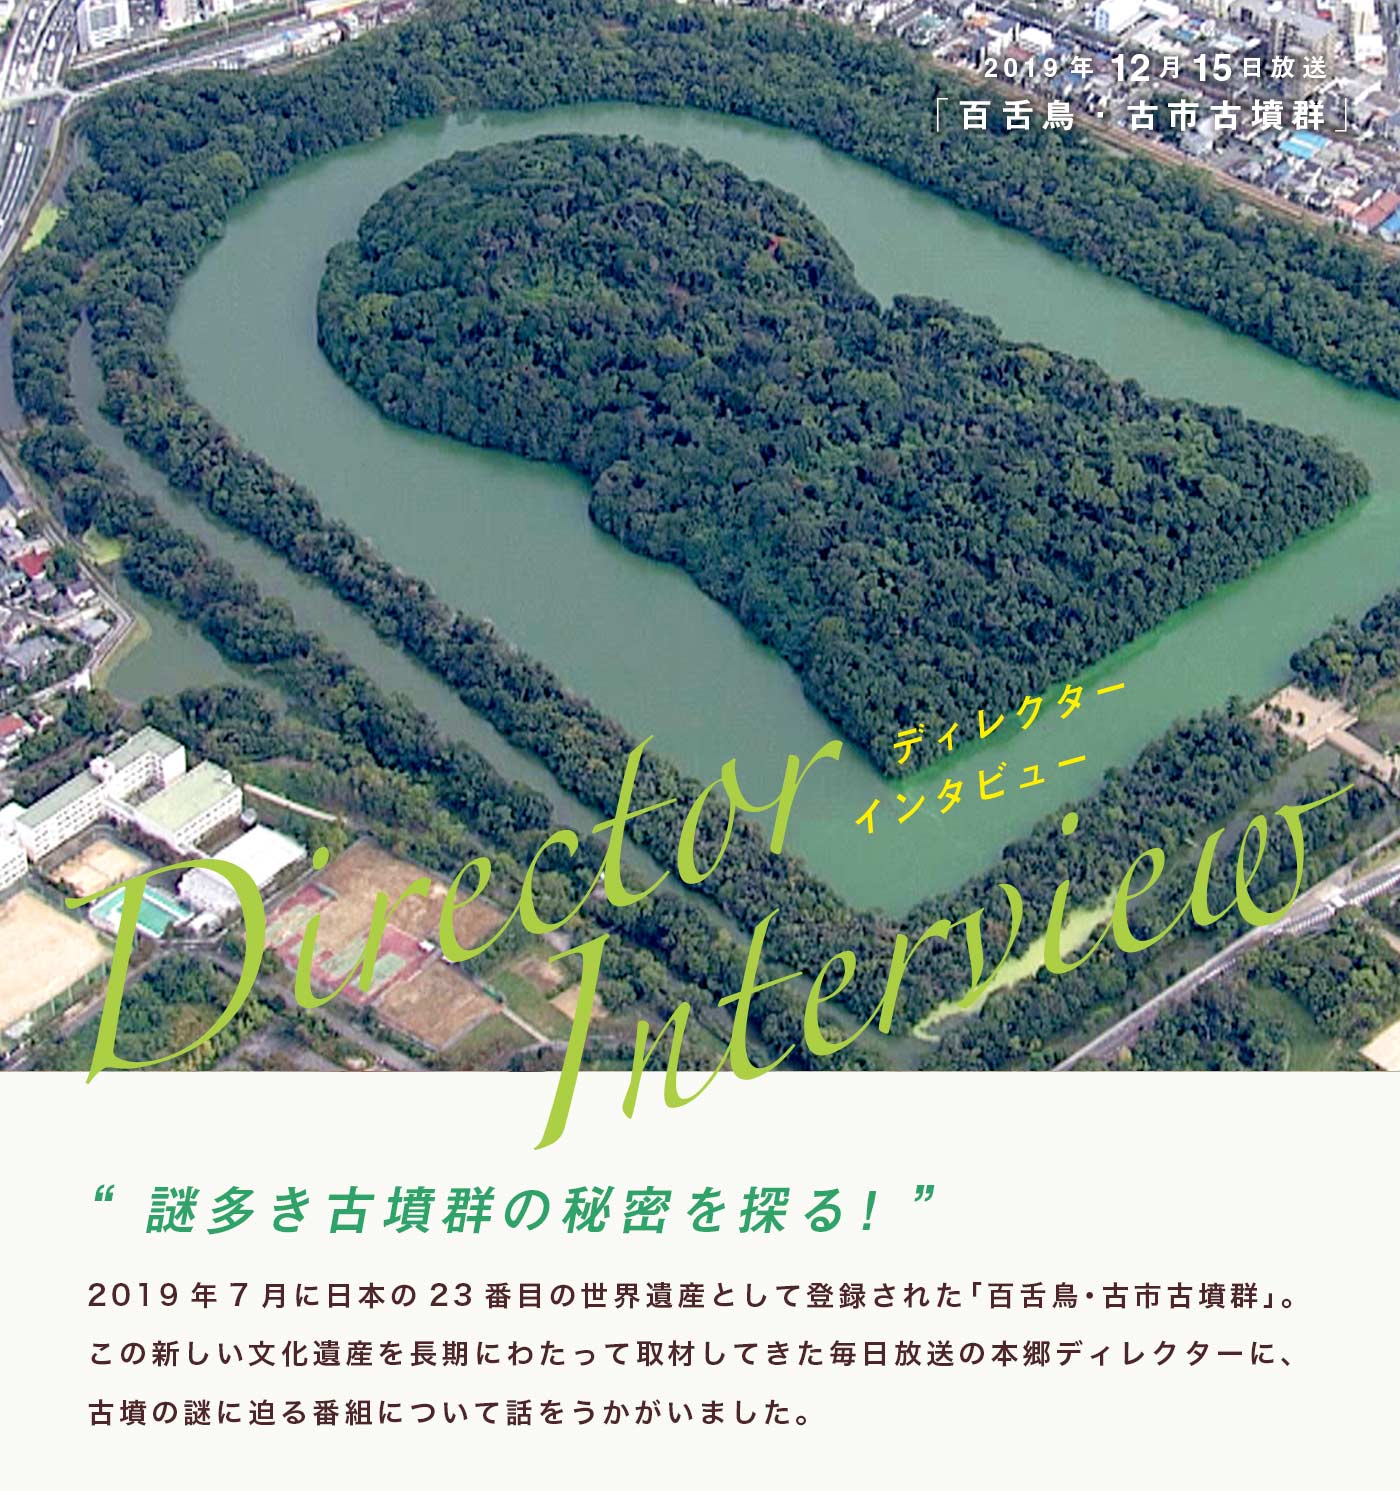 2019年 12月15日放送
「百舌鳥・古市古墳群」
ディレクター
インタビュー
Director
Interview
“ 謎多き古墳群の秘密を探る！ ”
2019年7月に日本の23番目の世界遺産として登録された「百舌鳥・古市古墳群」。
この新しい文化遺産を長期にわたって取材してきた毎日放送の本郷ディレクターに、
古墳の謎に迫る番組について話をうかがいました。